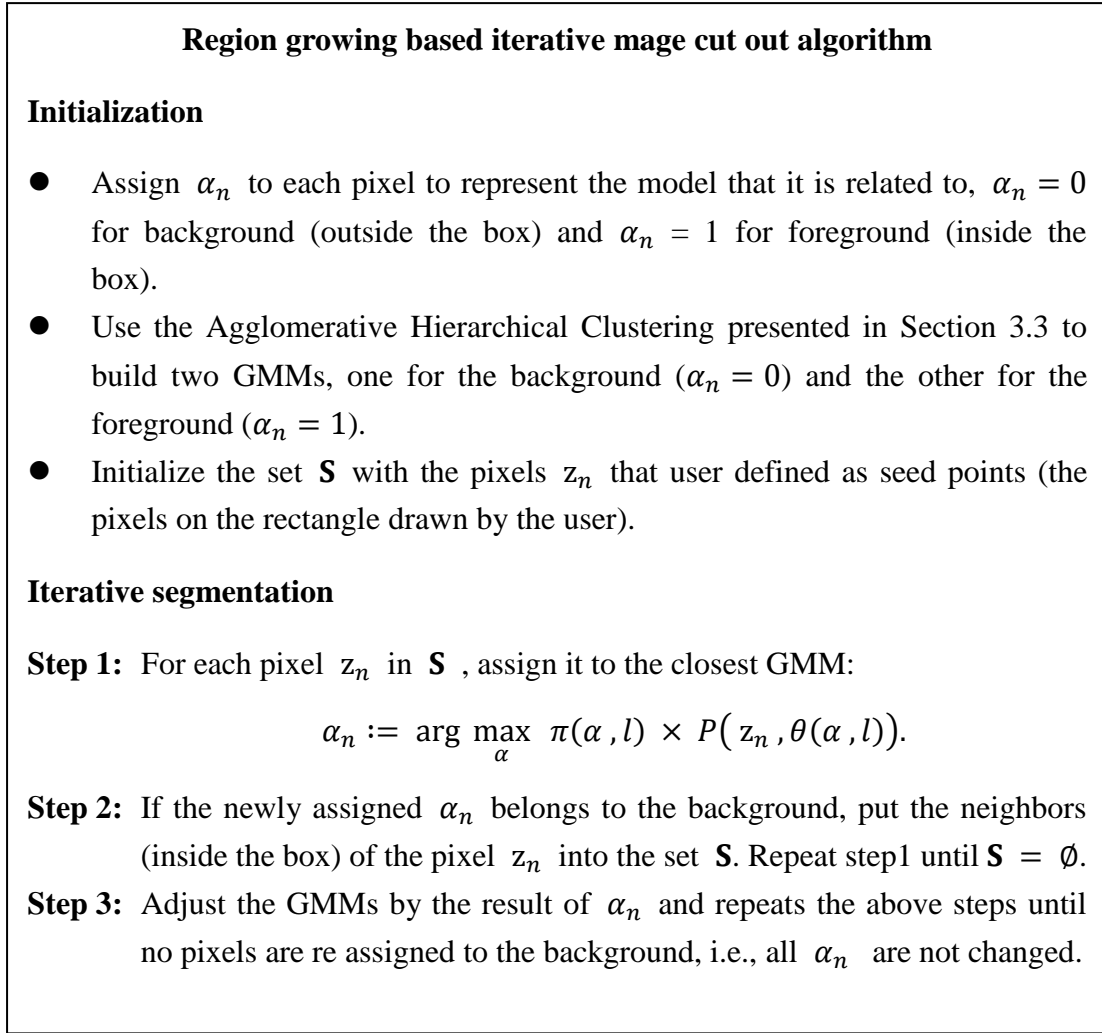 Region growing based iterative mage cut out algorithm
Initialization
● Assign αₙ to each pixel to represent the model that it is related to, αₙ = 0
for background (outside the box) and αₙ = 1 for foreground (inside the
box).
● Use the Agglomerative Hierarchical Clustering presented in Section 3.3 to
build two GMMs, one for the background (αₙ = 0) and the other for the
foreground (αₙ = 1).
● Initialize the set S with the pixels zₙ that user defined as seed points (the
pixels on the rectangle drawn by the user).
Iterative segmentation
Step 1: For each pixel zₙ in S , assign it to the closest GMM:
αₙ := arg max_α π(α, l) × P( zₙ, θ(α, l)).
Step 2: If the newly assigned αₙ belongs to the background, put the neighbors
(inside the box) of the pixel zₙ into the set S. Repeat step1 until S = ∅.
Step 3: Adjust the GMMs by the result of αₙ and repeats the above steps until
no pixels are re assigned to the background, i.e., all αₙ are not changed.